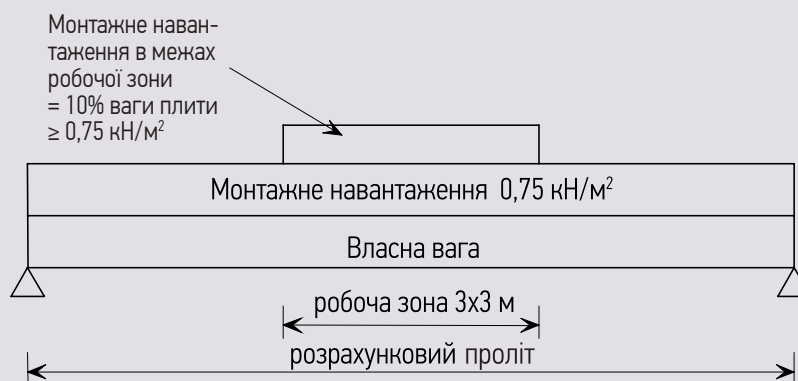 Монтажне наван-
таження в межах
робочої зони
= 10% ваги плити
≥ 0,75 кН/м²
Монтажне навантаження 0,75 кН/м²
Власна вага
робоча зона 3х3 м
розрахунковий проліт